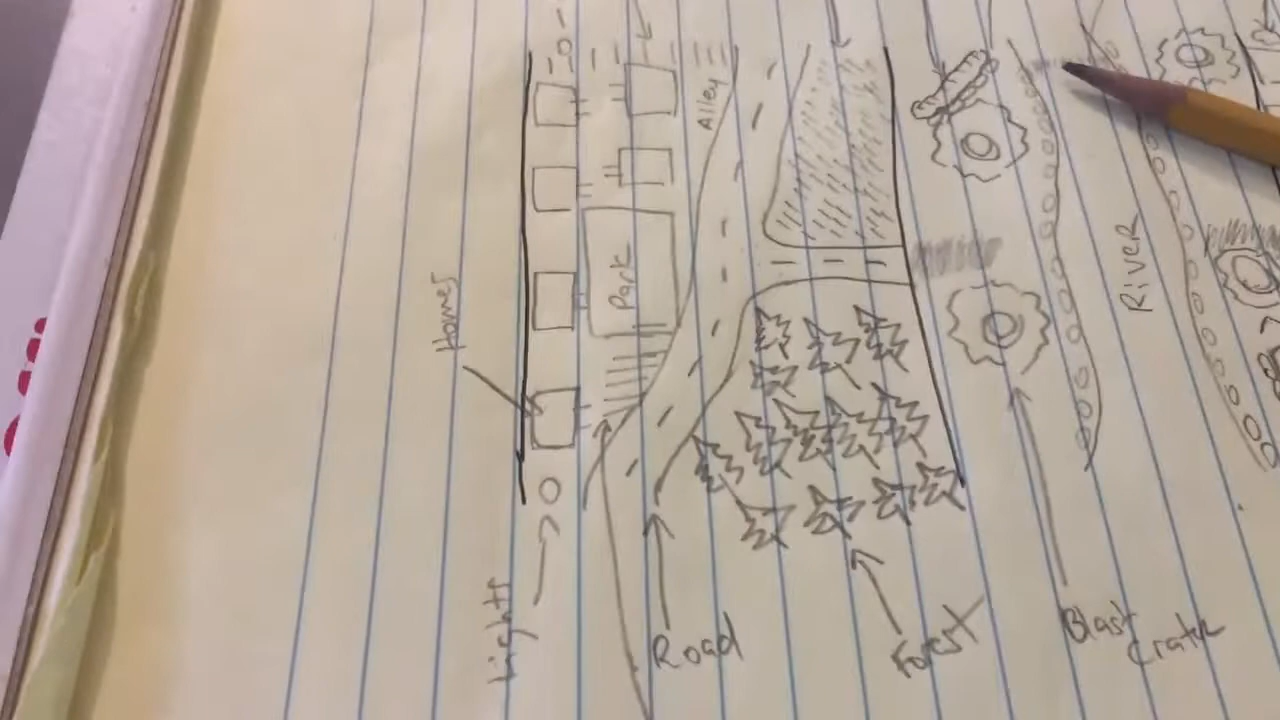 Alley
Park
River
Homes
Lights
Road
Forest
Blast
Crater